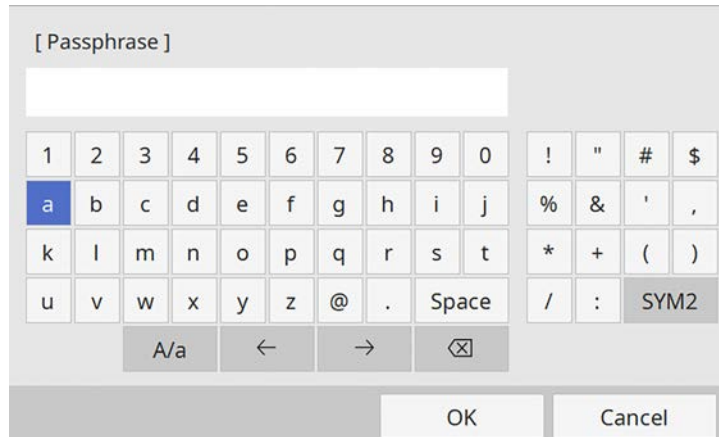 [ Passphrase ]
1 2 3 4 5 6 7 8 9 0 ! " # $
a b c d e f g h i j % & ' ,
k l m n o p q r s t * + ( )
u v w x y z @ . Space / : SYM2
A/a ← → ⌫
OK Cancel